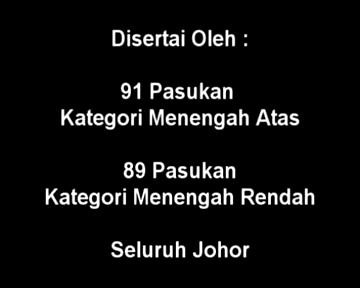 Disertai Oleh :
91 Pasukan
Kategori Menengah Atas
89 Pasukan
Kategori Menengah Rendah
Seluruh Johor